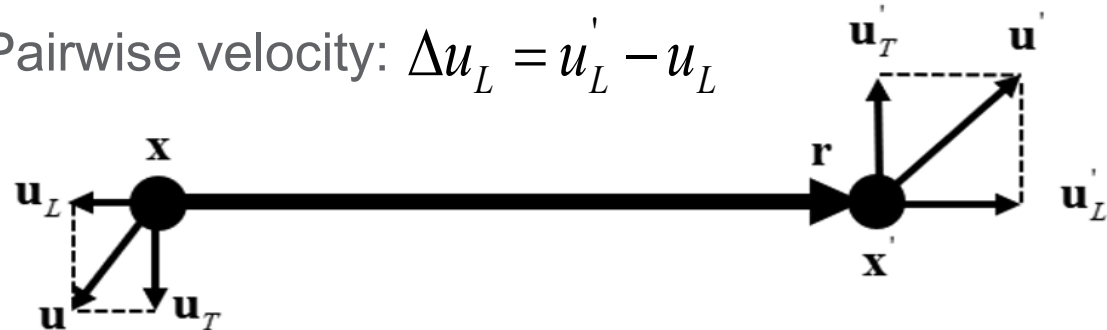 Pairwise velocity: Δu_L = u'_L − u_L
u'_T u'
x r
u_L u'_L
x'
u u_T